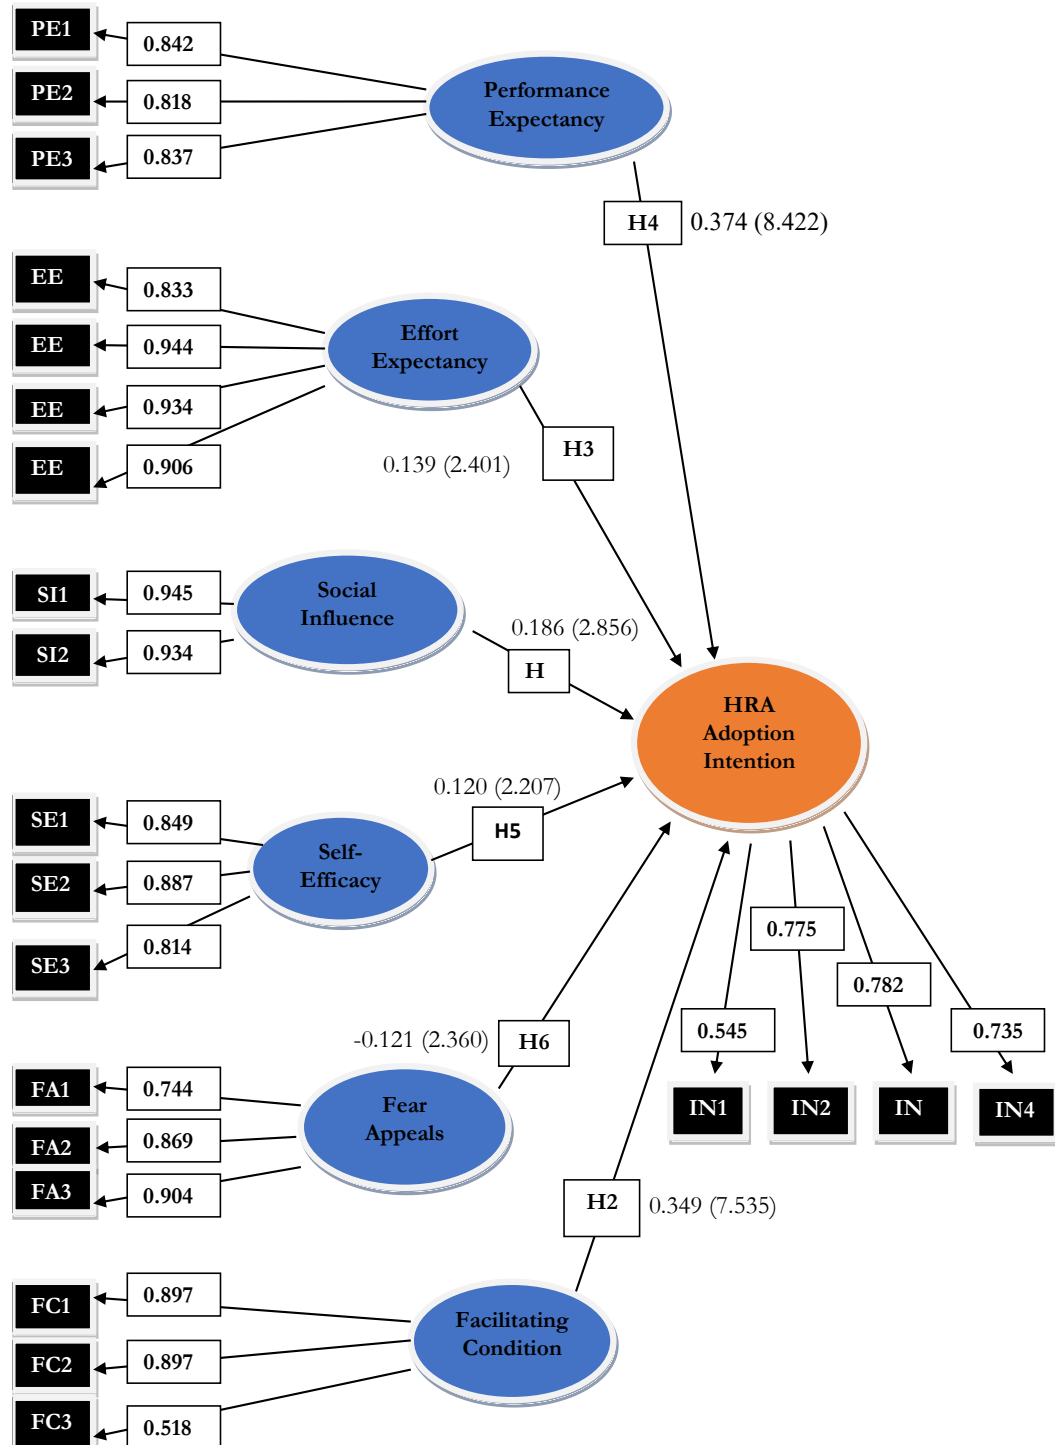 PE1
0.842
PE2
0.818
PE3
0.837
Performance
Expectancy
H4
0.374 (8.422)
EE
0.833
EE
0.944
EE
0.934
EE
0.906
Effort
Expectancy
H3
0.139 (2.401)
SI1
0.945
SI2
0.934
Social
Influence
0.186 (2.856)
H
HRA
Adoption
Intention
SE1
0.849
SE2
0.887
SE3
0.814
Self-
Efficacy
0.120 (2.207)
H5
0.775
0.782
0.545
0.735
IN1
IN2
IN
IN4
FA1
0.744
FA2
0.869
FA3
0.904
Fear
Appeals
-0.121 (2.360)
H6
H2
0.349 (7.535)
FC1
0.897
FC2
0.897
FC3
0.518
Facilitating
Condition